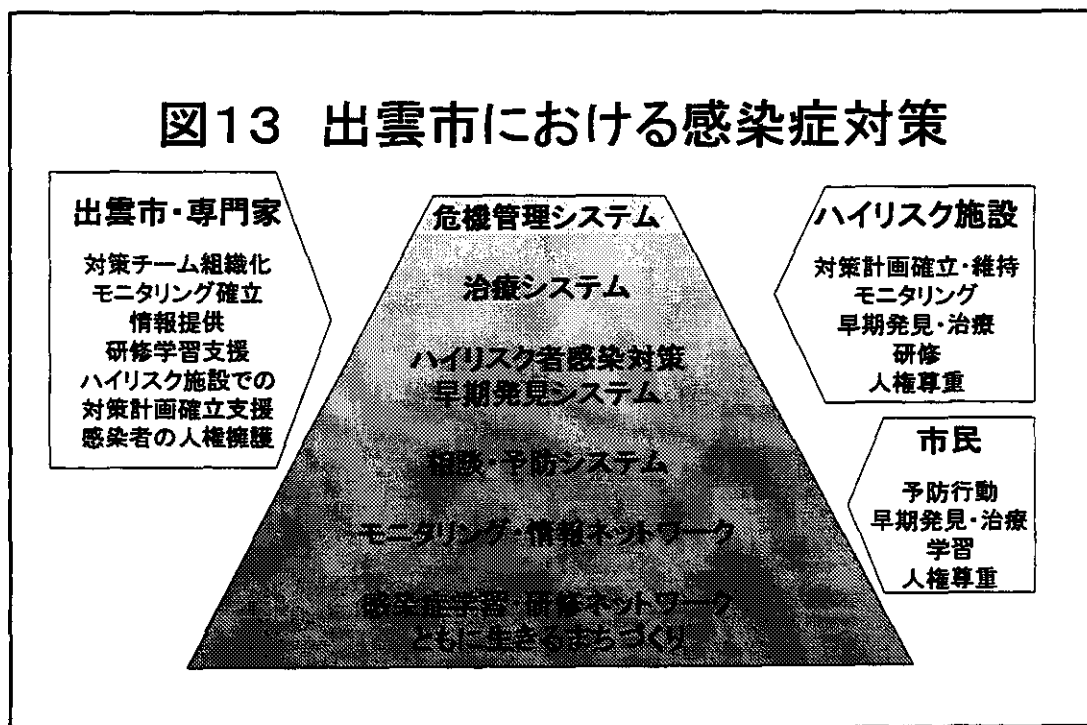 図13 出雲市における感染症対策
出雲市・専門家
対策チーム組織化
モニタリング確立
情報提供
研修学習支援
ハイリスク施設での
対策計画確立支援
感染者の人権擁護
危機管理システム
治療システム
ハイリスク者感染対策
早期発見システム
相談・予防システム
モニタリング・情報ネットワーク
感染症学習・研修ネットワーク
ともに生きるまちづくり
ハイリスク施設
対策計画確立・維持
モニタリング
早期発見・治療
研修
人権尊重
市民
予防行動
早期発見・治療
学習
人権尊重